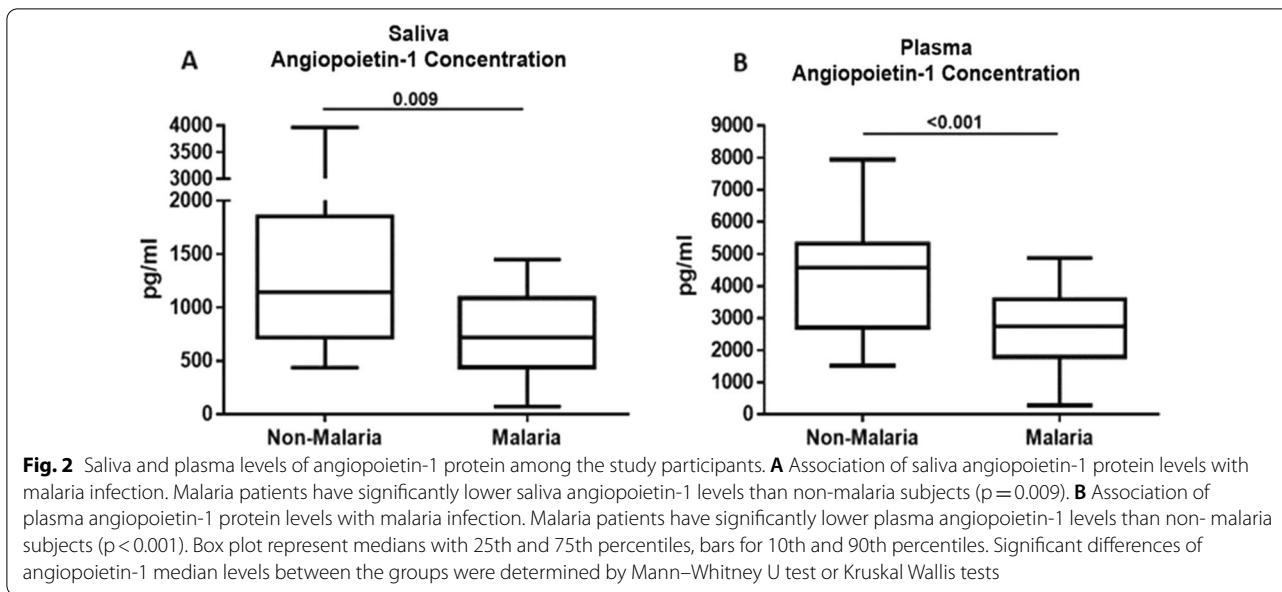 A
Saliva
Angiopoietin-1 Concentration
0.009
4000
3500
3000
2000
1500
1000
500
0
pg/ml
Non-Malaria
Malaria
B
Plasma
Angiopoietin-1 Concentration
<0.001
9000
8000
7000
6000
5000
4000
3000
2000
1000
0
pg/ml
Non-Malaria
Malaria
Fig. 2 Saliva and plasma levels of angiopoietin-1 protein among the study participants. A Association of saliva angiopoietin-1 protein levels with
malaria infection. Malaria patients have significantly lower saliva angiopoietin-1 levels than non-malaria subjects (p = 0.009). B Association of
plasma angiopoietin-1 protein levels with malaria infection. Malaria patients have significantly lower plasma angiopoietin-1 levels than non- malaria
subjects (p < 0.001). Box plot represent medians with 25th and 75th percentiles, bars for 10th and 90th percentiles. Significant differences of
angiopoietin-1 median levels between the groups were determined by Mann–Whitney U test or Kruskal Wallis tests